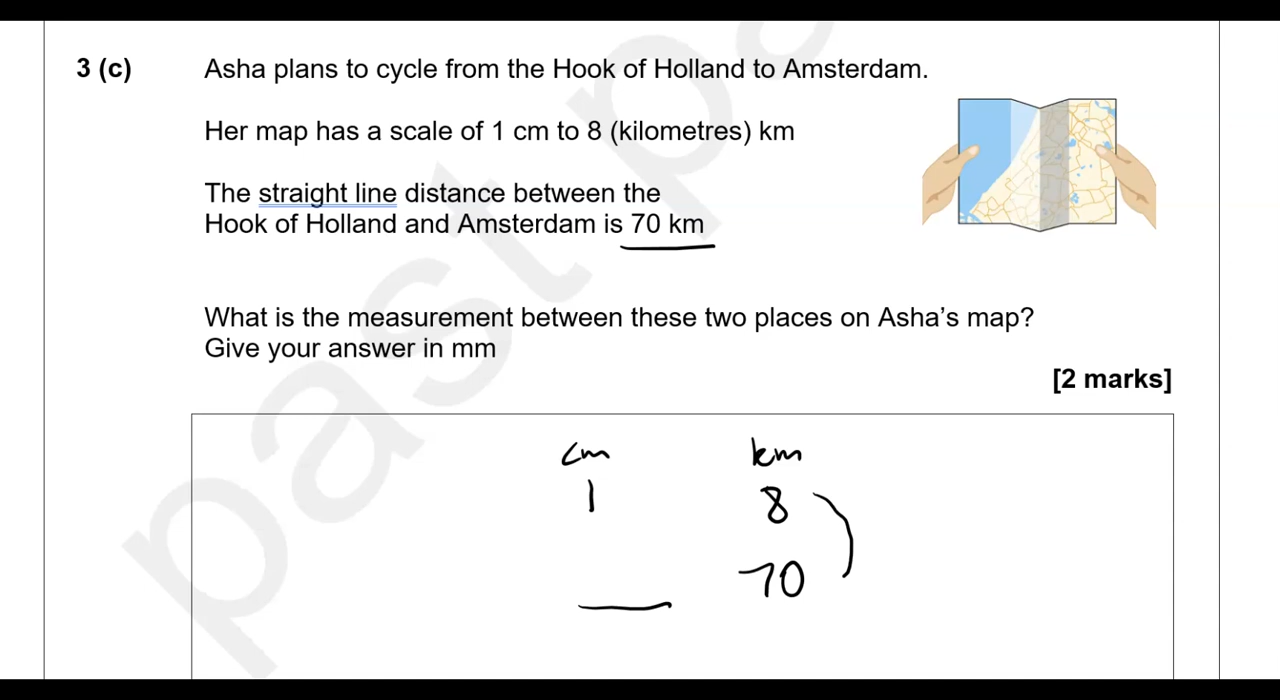 3 (c) Asha plans to cycle from the Hook of Holland to Amsterdam.
Her map has a scale of 1 cm to 8 (kilometres) km
The straight line distance between the
Hook of Holland and Amsterdam is 70 km
What is the measurement between these two places on Asha's map?
Give your answer in mm
[2 marks]
cm km
1 8
70
past pa